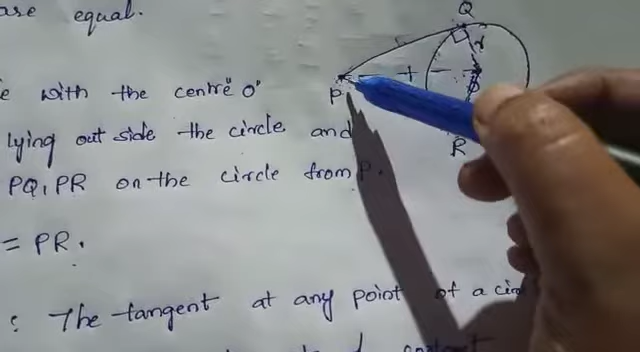 are equal.
with the centre "O"
lying out side the circle and
PQ, PR on the circle from P.
= PR.
: The tangent at any point of a
Q
r
P
R